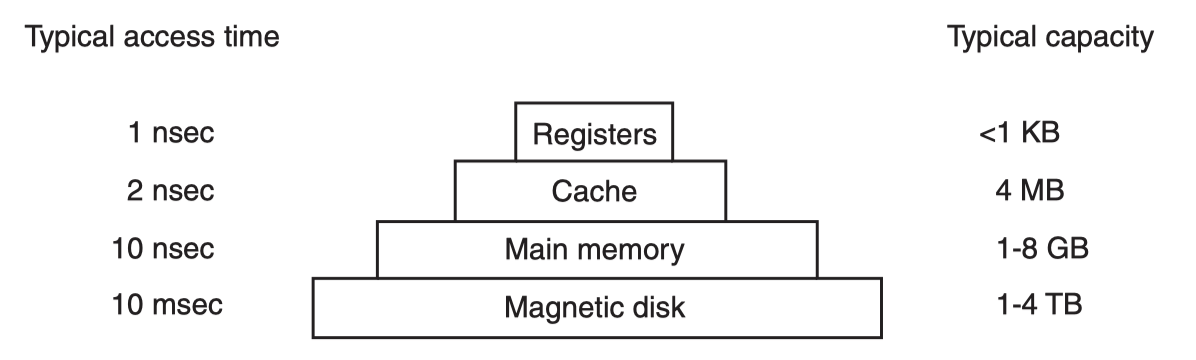 Typical access time Typical capacity
1 nsec Registers <1 KB
2 nsec Cache 4 MB
10 nsec Main memory 1-8 GB
10 msec Magnetic disk 1-4 TB